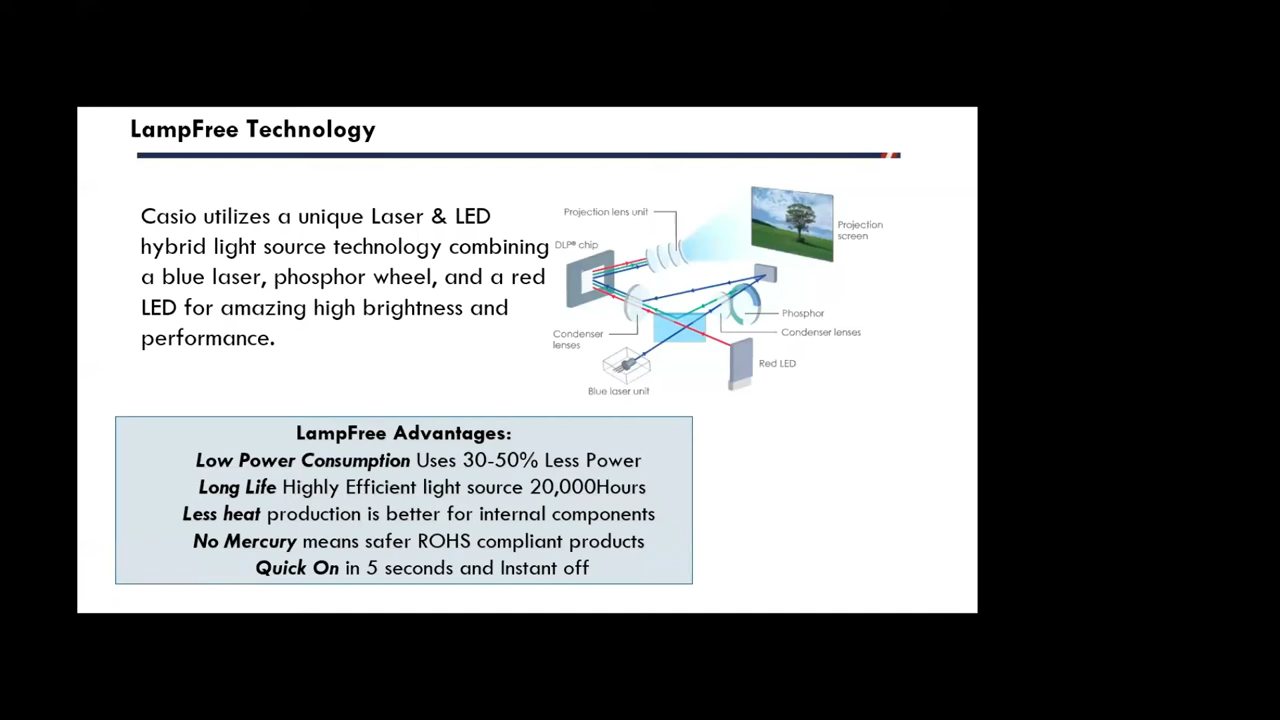 LampFree Technology
Casio utilizes a unique Laser & LED
hybrid light source technology combining
a blue laser, phosphor wheel, and a red
LED for amazing high brightness and
performance.
Projection lens unit
DLP® chip
Projection
screen
Phosphor
Condenser lenses
Condenser
lenses
Red LED
Blue laser unit
LampFree Advantages:
Low Power Consumption Uses 30-50% Less Power
Long Life Highly Efficient light source 20,000Hours
Less heat production is better for internal components
No Mercury means safer ROHS compliant products
Quick On in 5 seconds and Instant off